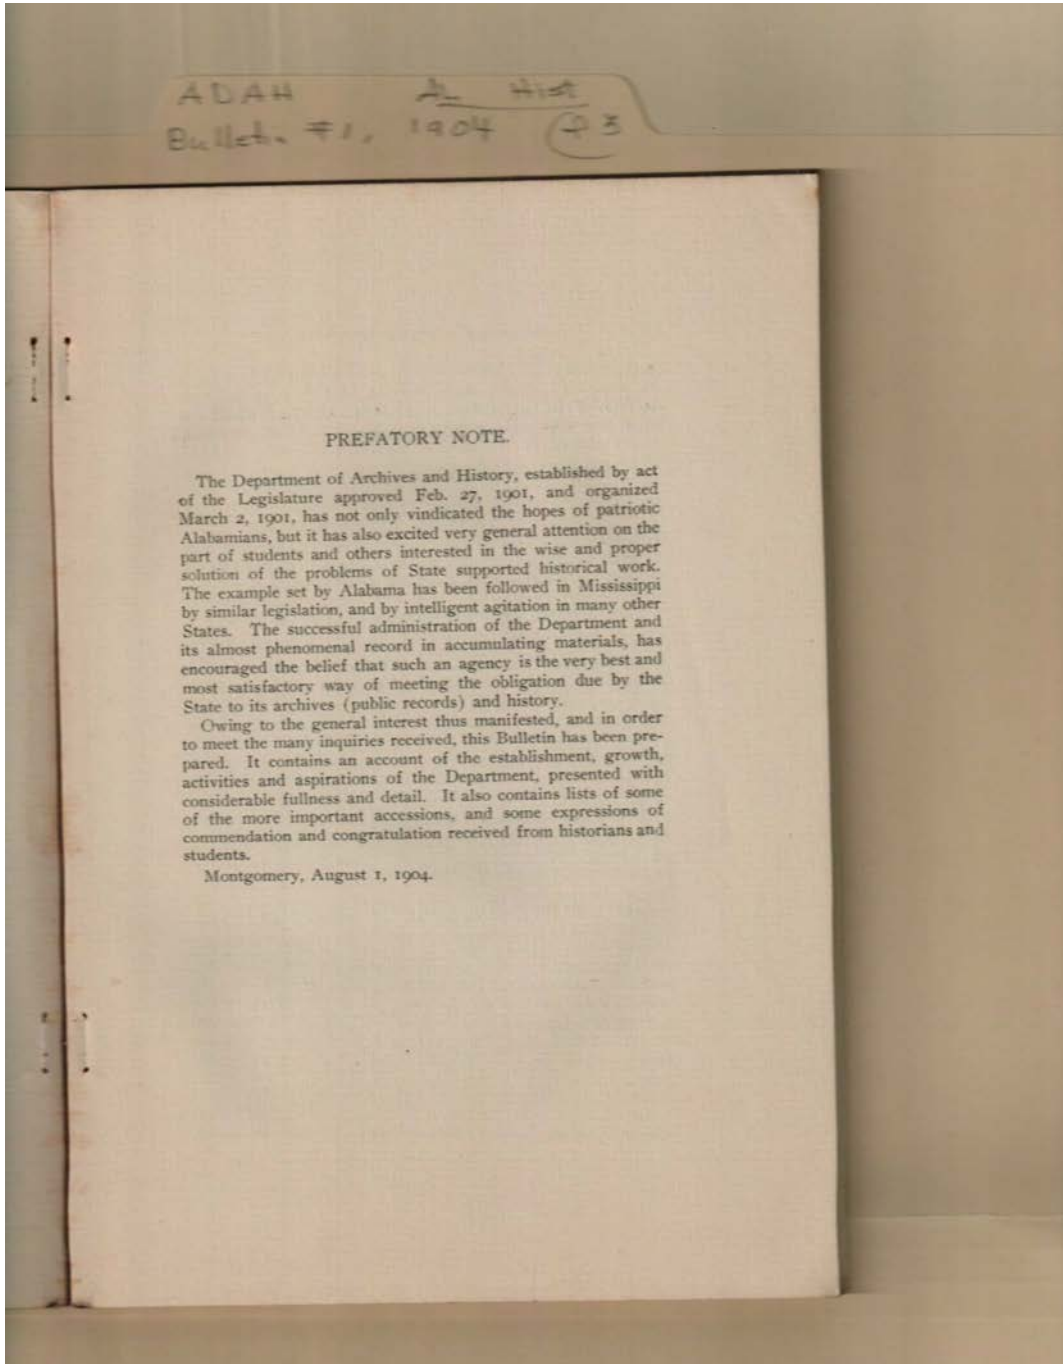 ADAH AL Hist
Bulletin #1, 1904 p3
PREFATORY NOTE.
The Department of Archives and History, established by act
of the Legislature approved Feb. 27, 1901, and organized
March 2, 1901, has not only vindicated the hopes of patriotic
Alabamians, but it has also excited very general attention on the
part of students and others interested in the wise and proper
solution of the problems of State supported historical work.
The example set by Alabama has been followed in Mississippi
by similar legislation, and by intelligent agitation in many other
States. The successful administration of the Department and
its almost phenomenal record in accumulating materials, has
encouraged the belief that such an agency is the very best and
most satisfactory way of meeting the obligation due by the
State to its archives (public records) and history.
Owing to the general interest thus manifested, and in order
to meet the many inquiries received, this Bulletin has been pre-
pared. It contains an account of the establishment, growth,
activities and aspirations of the Department, presented with
considerable fullness and detail. It also contains lists of some
of the more important accessions, and some expressions of
commendation and congratulation received from historians and
students.
Montgomery, August 1, 1904.